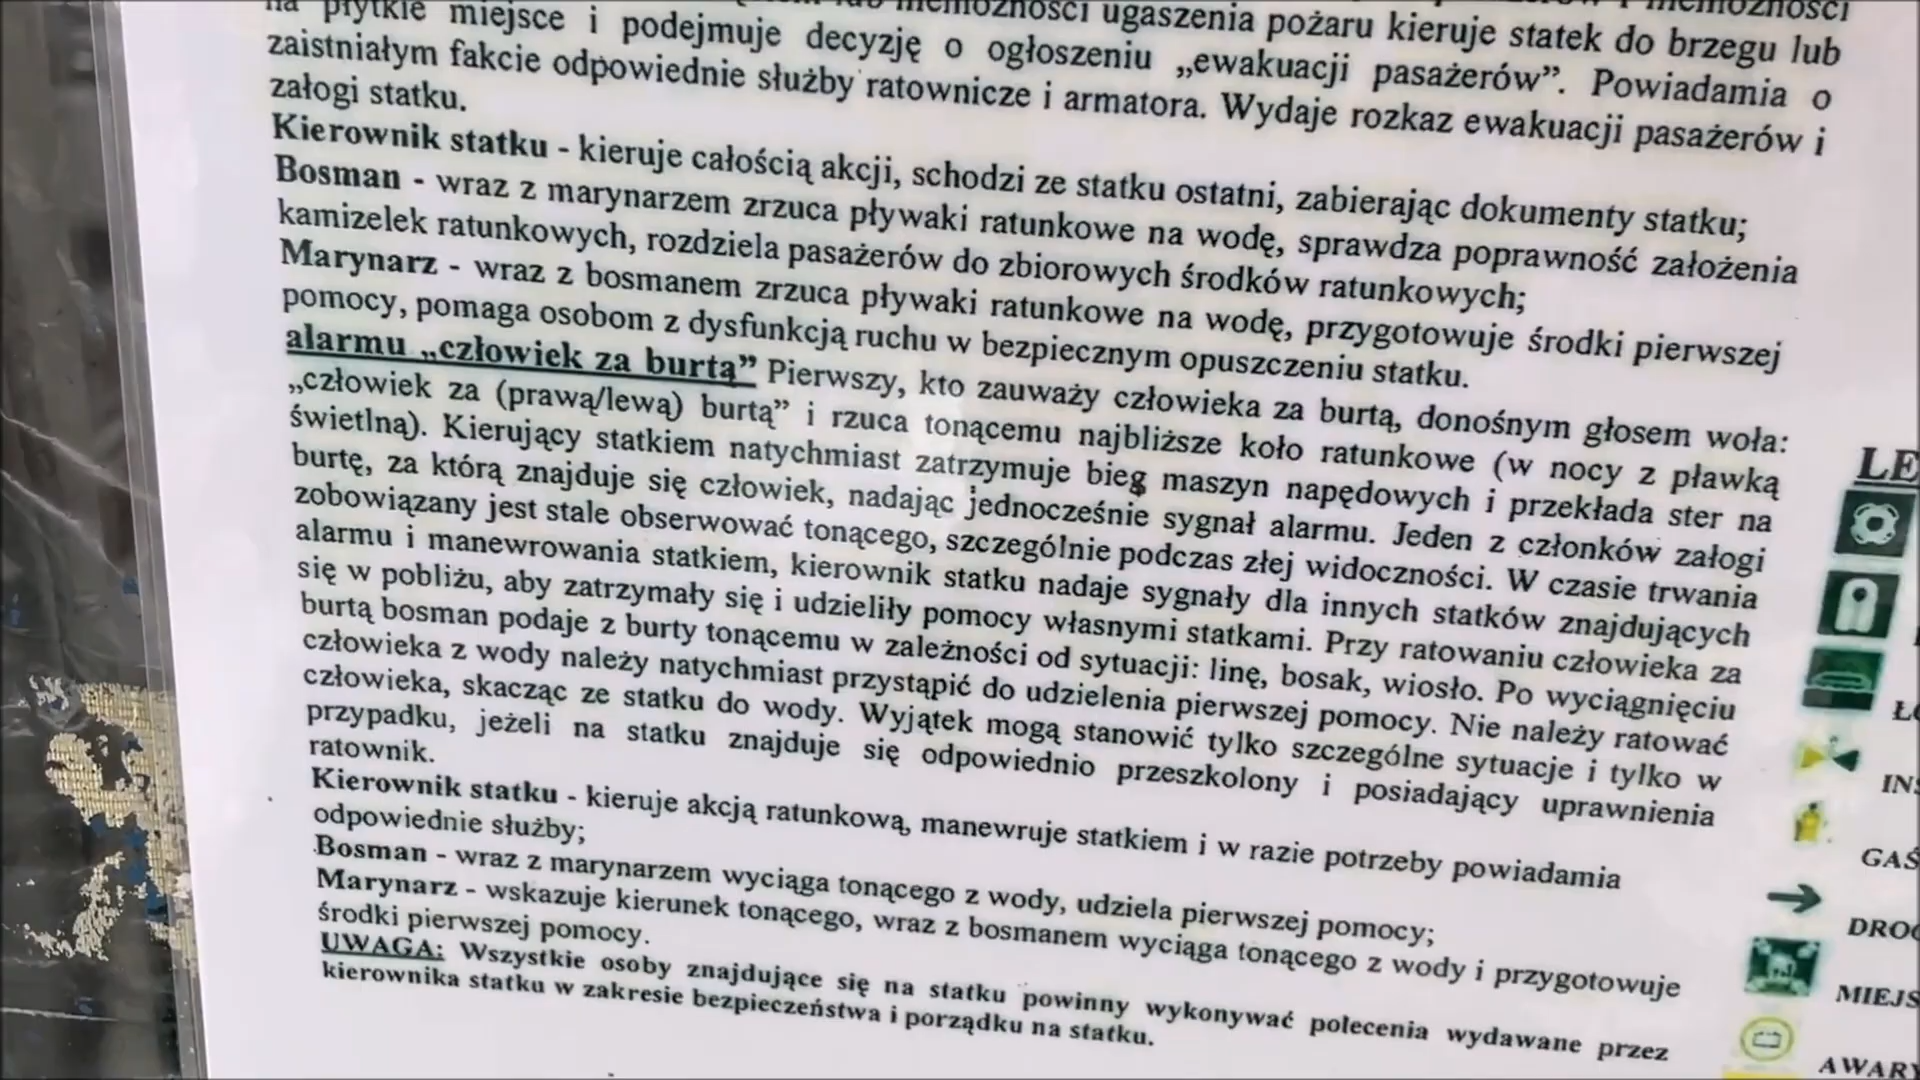 niemożności ugaszenia pożaru kieruje statek do brzegu lub
na płytkie miejsce i podejmuje decyzję o ogłoszeniu „ewakuacji pasażerów”. Powiadamia o
zaistniałym fakcie odpowiednie służby ratownicze i armatora. Wydaje rozkaz ewakuacji pasażerów i
załogi statku.
Kierownik statku - kieruje całością akcji, schodzi ze statku ostatni, zabierając dokumenty statku;
Bosman - wraz z marynarzem zrzuca pływaki ratunkowe na wodę, sprawdza poprawność założenia
kamizelek ratunkowych, rozdziela pasażerów do zbiorowych środków ratunkowych;
Marynarz - wraz z bosmanem zrzuca pływaki ratunkowe na wodę, przygotowuje środki pierwszej
pomocy, pomaga osobom z dysfunkcją ruchu w bezpiecznym opuszczeniu statku.
alarmu „człowiek za burtą” Pierwszy, kto zauważy człowieka za burtą, donośnym głosem woła:
„człowiek za (prawą/lewą) burtą” i rzuca tonącemu najbliższe koło ratunkowe (w nocy z pławką
świetlną). Kierujący statkiem natychmiast zatrzymuje bieg maszyn napędowych i przekłada ster na
burtę, za którą znajduje się człowiek, nadając jednocześnie sygnał alarmu. Jeden z członków załogi
zobowiązany jest stale obserwować tonącego, szczególnie podczas złej widoczności. W czasie trwania
alarmu i manewrowania statkiem, kierownik statku nadaje sygnały dla innych statków znajdujących
się w pobliżu, aby zatrzymały się i udzieliły pomocy własnymi statkami. Przy ratowaniu człowieka za
burtą bosman podaje z burty tonącemu w zależności od sytuacji: linę, bosak, wiosło. Po wyciągnięciu
człowieka z wody należy natychmiast przystąpić do udzielenia pierwszej pomocy. Nie należy ratować
człowieka, skacząc ze statku do wody. Wyjątek mogą stanowić tylko szczególne sytuacje i tylko w
przypadku, jeżeli na statku znajduje się odpowiednio przeszkolony i posiadający uprawnienia
ratownik.
Kierownik statku - kieruje akcją ratunkową, manewruje statkiem i w razie potrzeby powiadamia
odpowiednie służby;
Bosman - wraz z marynarzem wyciąga tonącego z wody, udziela pierwszej pomocy;
Marynarz - wskazuje kierunek tonącego, wraz z bosmanem wyciąga tonącego z wody i przygotowuje
środki pierwszej pomocy.
UWAGA: Wszystkie osoby znajdujące się na statku powinny wykonywać polecenia wydawane przez
kierownika statku w zakresie bezpieczeństwa i porządku na statku.
LE
INS
GAŚ
DROG
MIEJS
AWARY